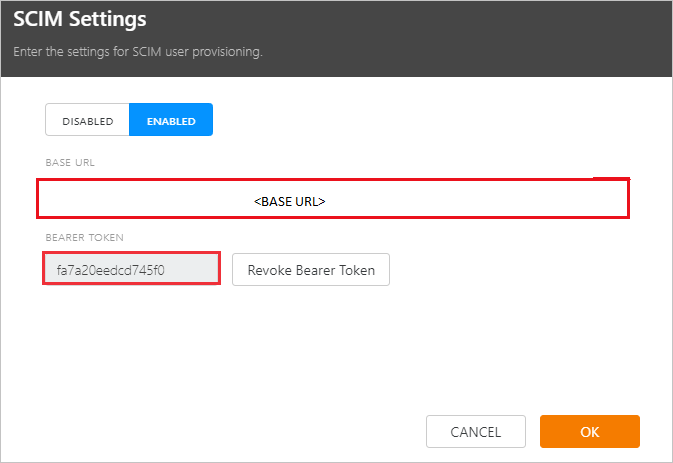 SCIM Settings
Enter the settings for SCIM user provisioning.
DISABLED ENABLED
BASE URL
<BASE URL>
BEARER TOKEN
fa7a20eedcd745f0 Revoke Bearer Token
CANCEL OK